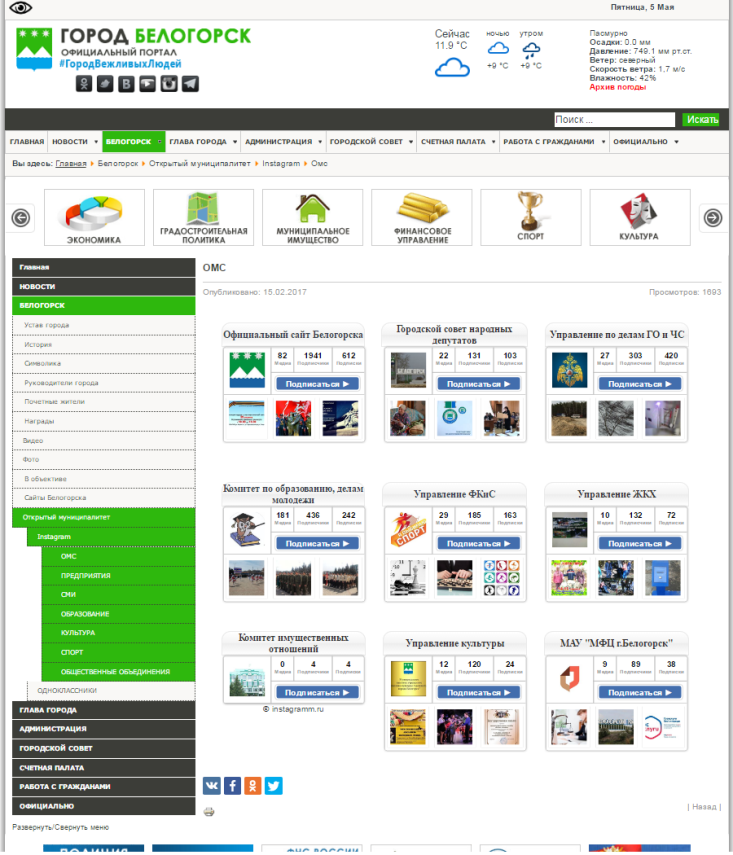 Пятница, 5 Мая
ГОРОД БЕЛОГОРСК
ОФИЦИАЛЬНЫЙ ПОРТАЛ
#ГородВежливыхЛюдей
Сейчас
11.9 °C
ночью
+9 °C
утром
+9 °C
Пасмурно
Осадки: 0.0 мм
Давление: 749.1 мм рт.ст.
Ветер: северный
Скорость ветра: 1,7 м/с
Влажность: 42%
Архив погоды
Поиск ...
Искать
ГЛАВНАЯ НОВОСТИ БЕЛОГОРСК ГЛАВА ГОРОДА АДМИНИСТРАЦИЯ ГОРОДСКОЙ СОВЕТ СЧЕТНАЯ ПАЛАТА РАБОТА С ГРАЖДАНАМИ ОФИЦИАЛЬНО
Вы здесь: Главная Белогорск Открытый муниципалитет Instagram Омс
ЭКОНОМИКА
ГРАДОСТРОИТЕЛЬНАЯ
ПОЛИТИКА
МУНИЦИПАЛЬНОЕ
ИМУЩЕСТВО
ФИНАНСОВОЕ
УПРАВЛЕНИЕ
СПОРТ
КУЛЬТУРА
Главная
НОВОСТИ
БЕЛОГОРСК
Устав города
История
Символика
Руководители города
Почетные жители
Награды
Видео
Фото
В объективе
Сайты Белогорска
Открытый муниципалитет
Instagram
ОМС
ПРЕДПРИЯТИЯ
СМИ
ОБРАЗОВАНИЕ
КУЛЬТУРА
СПОРТ
ОБЩЕСТВЕННЫЕ ОБЪЕДИНЕНИЯ
ОДНОКЛАССНИКИ
ГЛАВА ГОРОДА
АДМИНИСТРАЦИЯ
ГОРОДСКОЙ СОВЕТ
СЧЕТНАЯ ПАЛАТА
РАБОТА С ГРАЖДАНАМИ
ОФИЦИАЛЬНО
Развернуть/Свернуть меню
ОМС
Опубликовано: 15.02.2017
Просмотров: 1693
Официальный сайт Белогорска
82 1941 612
Медиа Подписчики Подписки
Подписаться ▶
Городской совет народных
депутатов
22 131 103
Медиа Подписчики Подписки
Подписаться ▶
Управление по делам ГО и ЧС
27 303 420
Медиа Подписчики Подписки
Подписаться ▶
Комитет по образованию, делам
молодежи
181 436 242
Медиа Подписчики Подписки
Подписаться ▶
Управление ФКиС
СПОРТ
29 185 163
Медиа Подписчики Подписки
Подписаться ▶
Управление ЖКХ
10 132 72
Медиа Подписчики Подписки
Подписаться ▶
Комитет имущественных
отношений
0 4 4
Медиа Подписчики Подписки
Подписаться ▶
© instagramm.ru
Управление культуры
12 120 24
Медиа Подписчики Подписки
Подписаться ▶
МАУ "МФЦ г.Белогорск"
9 89 38
Медиа Подписчики Подписки
Подписаться ▶
| Назад |